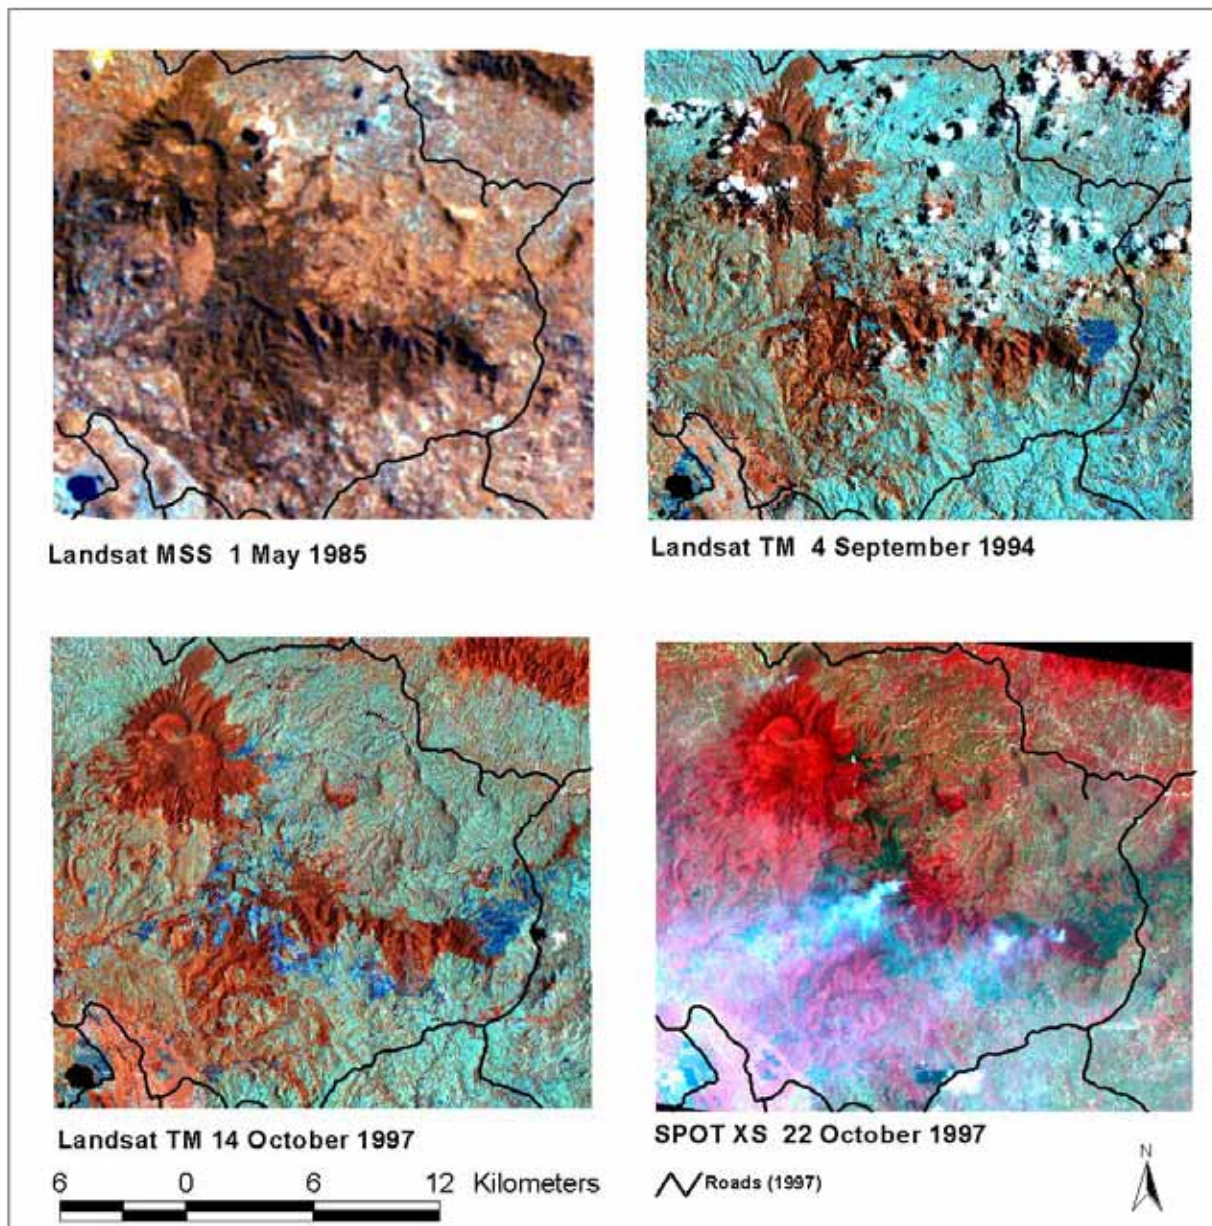 Landsat MSS 1 May 1985
Landsat TM 4 September 1994
Landsat TM 14 October 1997
SPOT XS 22 October 1997
6 0 6 12 Kilometers
Roads (1997)
N